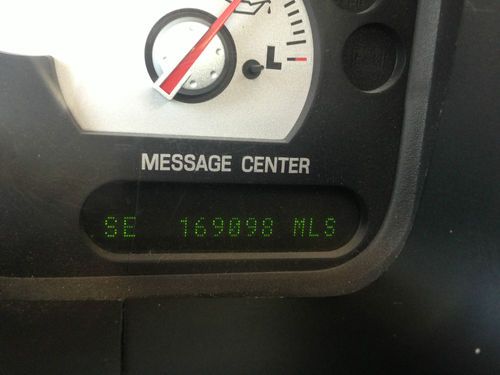 L
MESSAGE CENTER
SE 169098 MLS